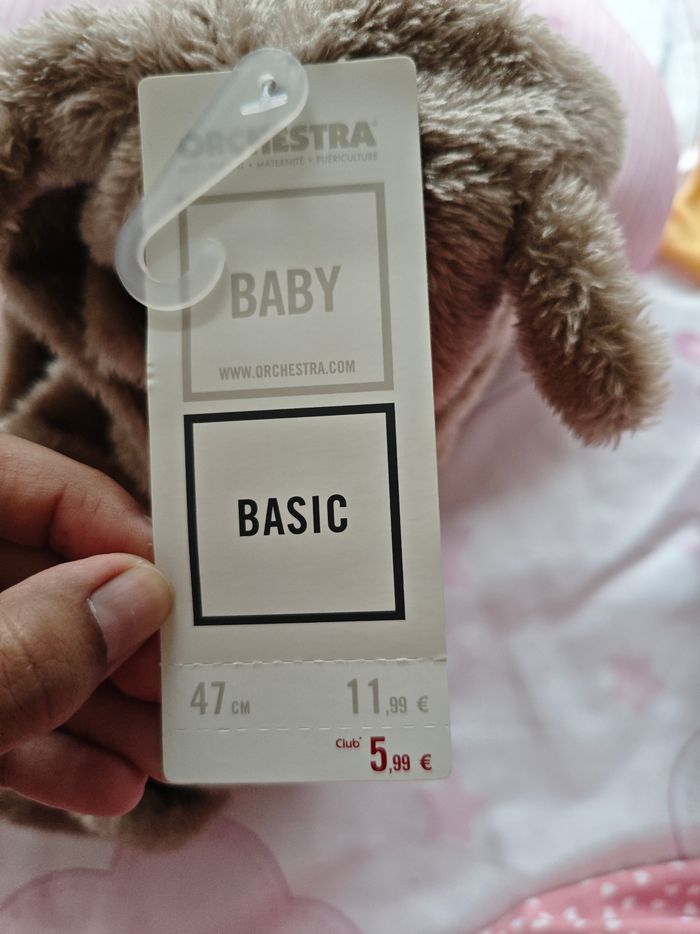 ORCHESTRA®
MATERNITÉ • PUÉRICULTURE
BABY
WWW.ORCHESTRA.COM
BASIC
47 CM 11,99 €
Club* 5,99 €